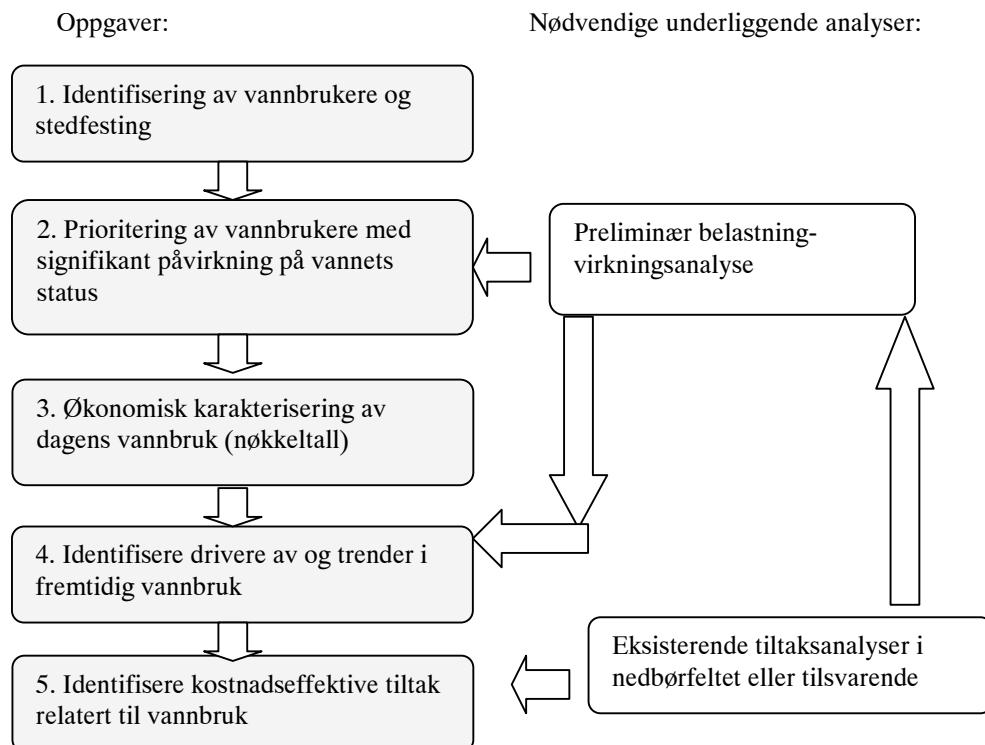 Oppgaver:
Nødvendige underliggende analyser:
1. Identifisering av vannbrukere og
stedfesting
2. Prioritering av vannbrukere med
signifikant påvirkning på vannets
status
Preliminær belastning-
virkningsanalyse
3. Økonomisk karakterisering av
dagens vannbruk (nøkkeltall)
4. Identifisere drivere av og trender i
fremtidig vannbruk
Eksisterende tiltaksanalyser i
nedbørfeltet eller tilsvarende
5. Identifisere kostnadseffektive tiltak
relatert til vannbruk